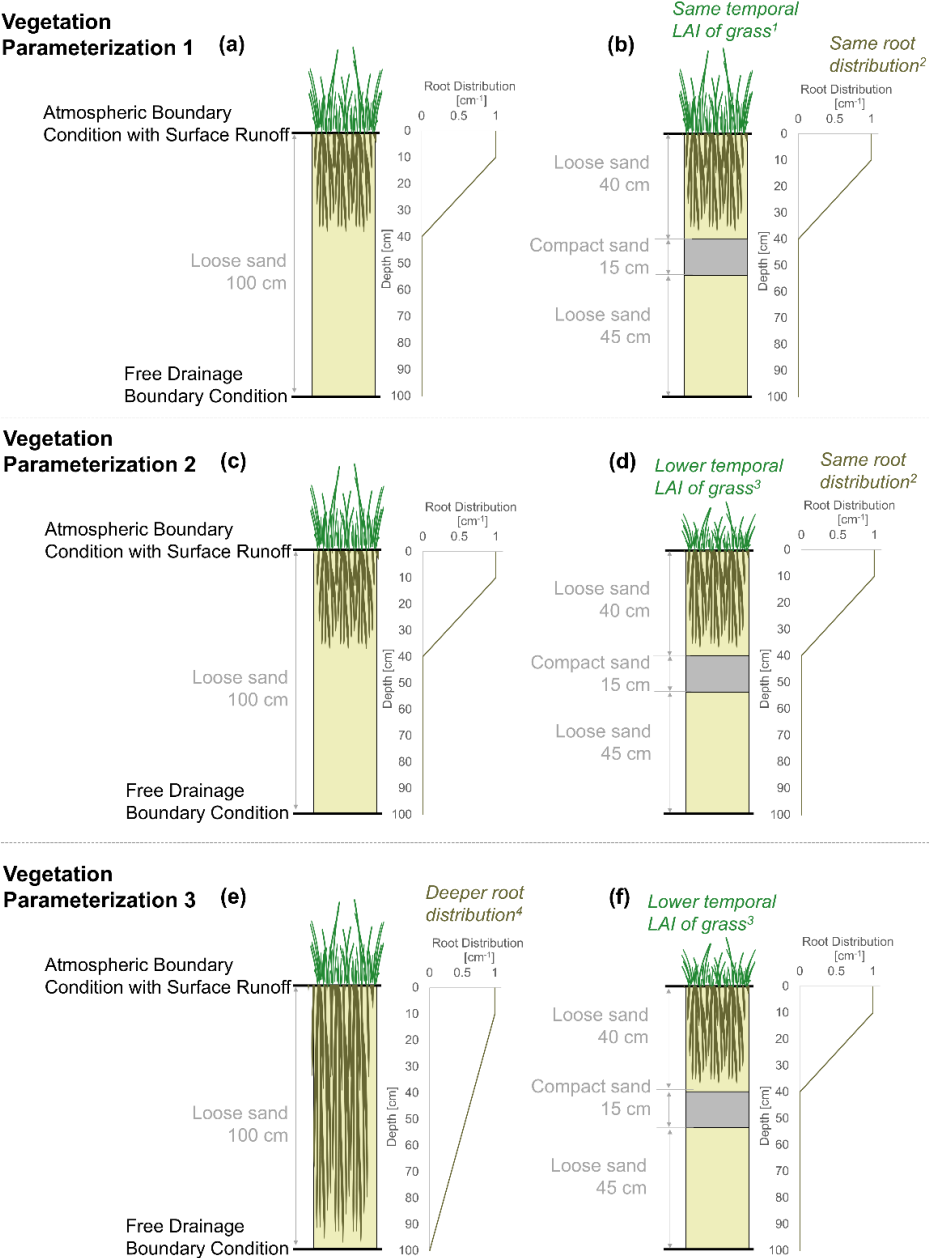 Vegetation
Parameterization 1
(a)
Atmospheric Boundary
Condition with Surface Runoff
Loose sand
100 cm
Free Drainage
Boundary Condition
Root Distribution
[cm-1]
0 0.5 1
Depth [cm]
0
10
20
30
40
50
60
70
80
90
100
(b)
Same temporal
LAI of grass1
Same root
distribution2
Root Distribution
[cm-1]
0 0.5 1
Loose sand
40 cm
Compact sand
15 cm
Loose sand
45 cm
Depth [cm]
0
10
20
30
40
50
60
70
80
90
100
Vegetation
Parameterization 2
(c)
Atmospheric Boundary
Condition with Surface Runoff
Loose sand
100 cm
Free Drainage
Boundary Condition
Root Distribution
[cm-1]
0 0.5 1
Depth [cm]
0
10
20
30
40
50
60
70
80
90
100
(d)
Lower temporal
LAI of grass3
Same root
distribution2
Root Distribution
[cm-1]
0 0.5 1
Loose sand
40 cm
Compact sand
15 cm
Loose sand
45 cm
Depth [cm]
0
10
20
30
40
50
60
70
80
90
100
Vegetation
Parameterization 3
(e)
Atmospheric Boundary
Condition with Surface Runoff
Loose sand
100 cm
Free Drainage
Boundary Condition
Deeper root
distribution4
Root Distribution
[cm-1]
0 0.5 1
Depth [cm]
0
10
20
30
40
50
60
70
80
90
100
(f)
Lower temporal
LAI of grass3
Root Distribution
[cm-1]
0 0.5 1
Loose sand
40 cm
Compact sand
15 cm
Loose sand
45 cm
Depth [cm]
0
10
20
30
40
50
60
70
80
90
100